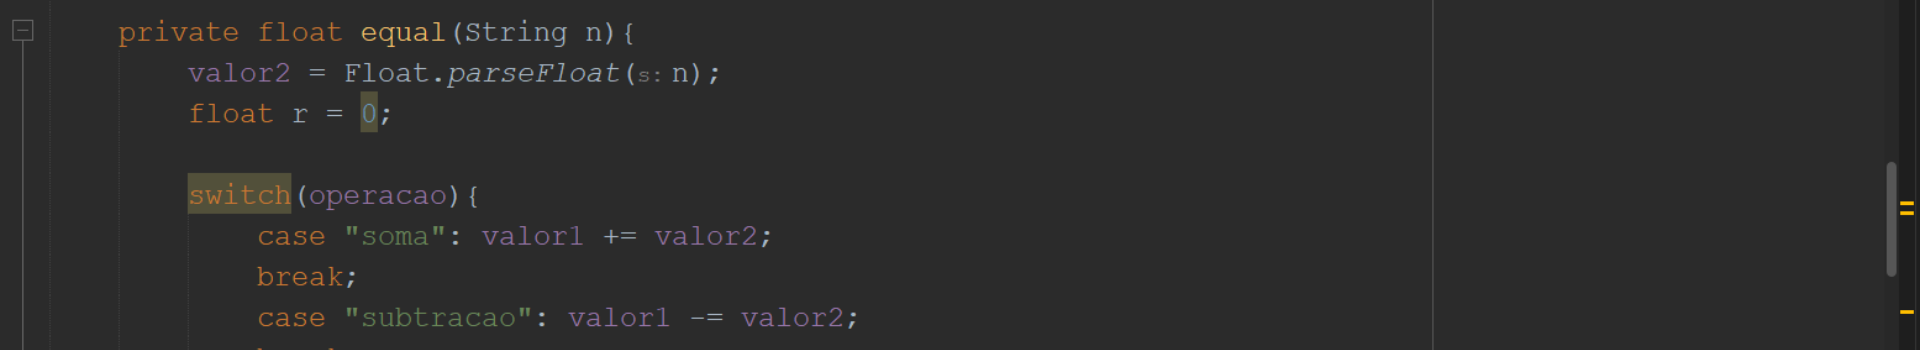 private float equal(String n){
valor2 = Float.parseFloat(s: n);
float r = 0;
switch(operacao){
case "soma": valor1 += valor2;
break;
case "subtracao": valor1 -= valor2;